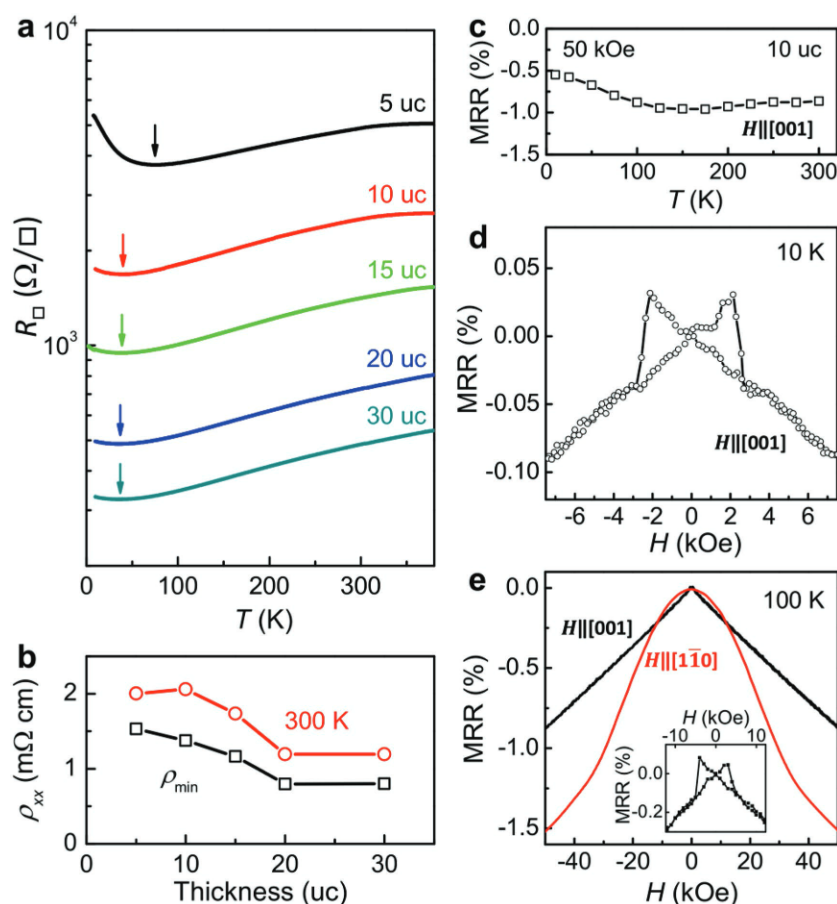 a
10⁴
10³
R□ (Ω/□)
5 uc
10 uc
15 uc
20 uc
30 uc
0 100 200 300
T (K)
b
2
1
0
ρxx (mΩ cm)
300 K
ρmin
0 10 20 30
Thickness (uc)
c
0.0
-0.5
-1.0
-1.5
MRR (%)
50 kOe 10 uc
H||[001]
0 100 200 300
T (K)
d
0.05
0.00
-0.05
-0.10
MRR (%)
10 K
H||[001]
-6 -4 -2 0 2 4 6
H (kOe)
e
0.0
-0.5
-1.0
-1.5
MRR (%)
100 K
H||[001]
H||[11̄0]
H (kOe)
-10 0 10
0.0
-0.2
MRR (%)
-40 -20 0 20 40
H (kOe)